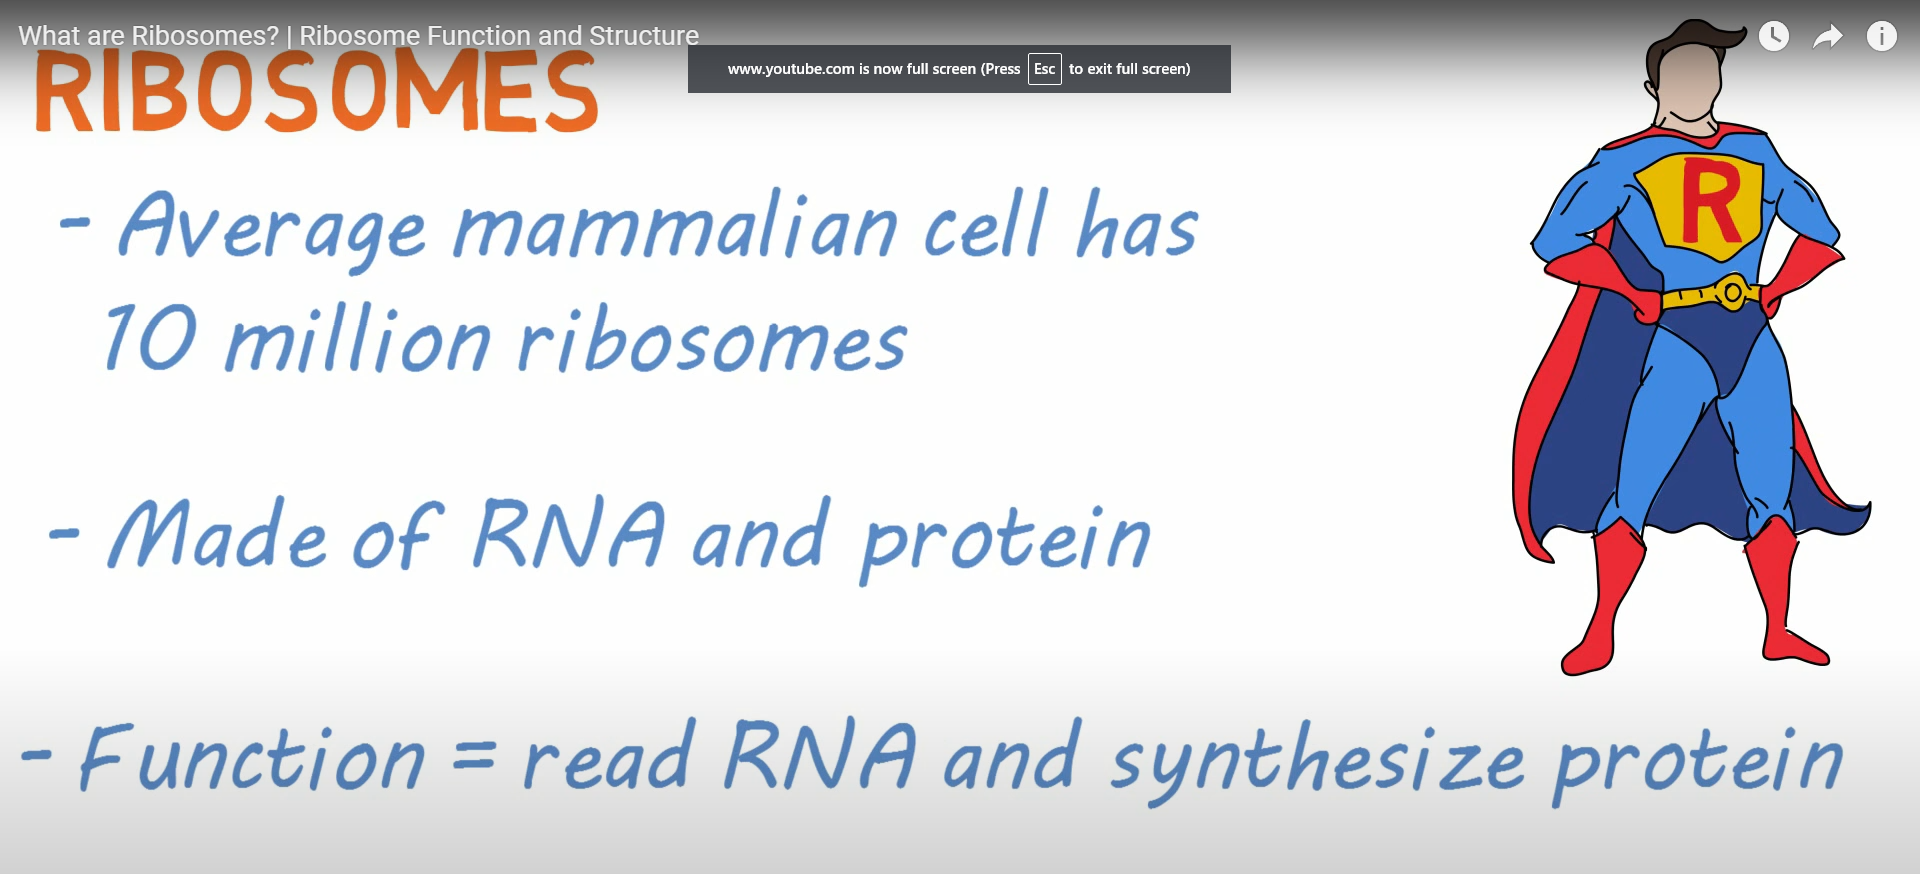 What are Ribosomes? | Ribosome Function and Structure
www.youtube.com is now full screen (Press Esc to exit full screen)
RIBOSOMES
- Average mammalian cell has
10 million ribosomes
- Made of RNA and protein
- Function = read RNA and synthesize protein
R